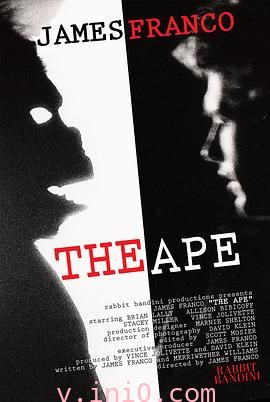 JAMES FRANCO
THE APE
rabbit bandini productions presents
JAMES FRANCO "THE APE"
starring BRIAN LALLY ALLISON BIBICOFF
STACEY MILLER VINCE JOLIVETTE
production designer MARNIE SHELTON
director of photography DAVID KLEIN
edited by SCOTT MOSIER
executive producer JAMES FRANCO
produced by VINCE JOLIVETTE and DAVID KLEIN
written by JAMES FRANCO and MERRIWETHER WILLIAMS
directed by JAMES FRANCO
RABBIT
BANDINI
v.ini0.com